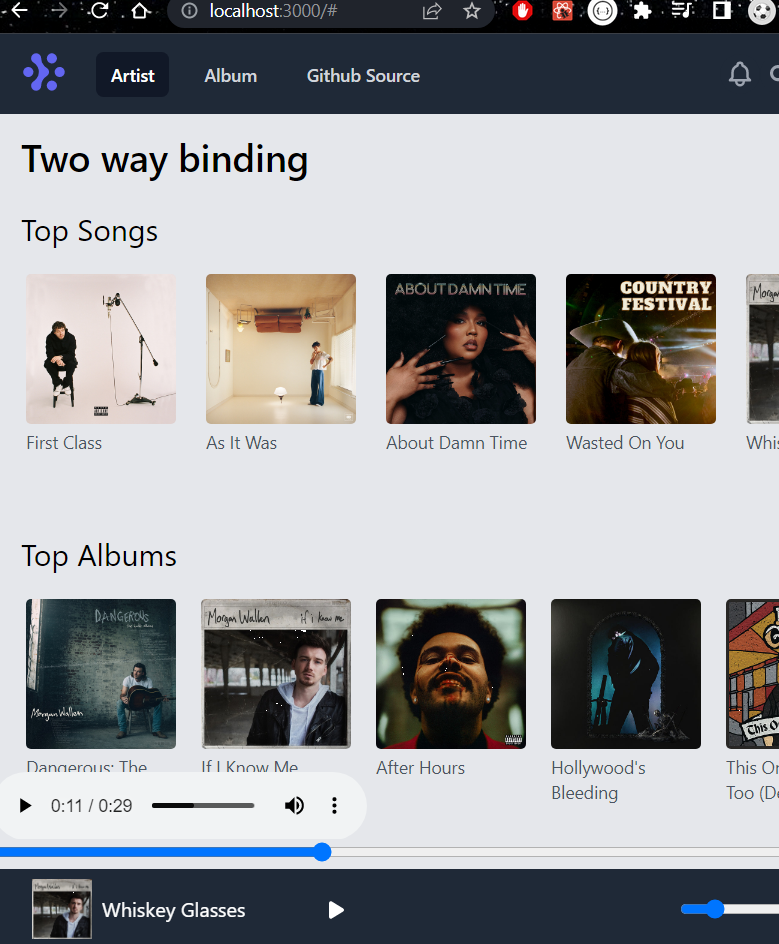 localhost:3000/#
Artist Album Github Source
Two way binding
Top Songs
ABOUT DAMN TIME
COUNTRY
FESTIVAL
Morgan
First Class As It Was About Damn Time Wasted On You Whis
Top Albums
DANGEROUS
Morgan Wallen
Morgan Wallen if i know me
This O
Dangerous: The If I Know Me After Hours Hollywood's This On
Bleeding Too (De
0:11 / 0:29
Whiskey Glasses